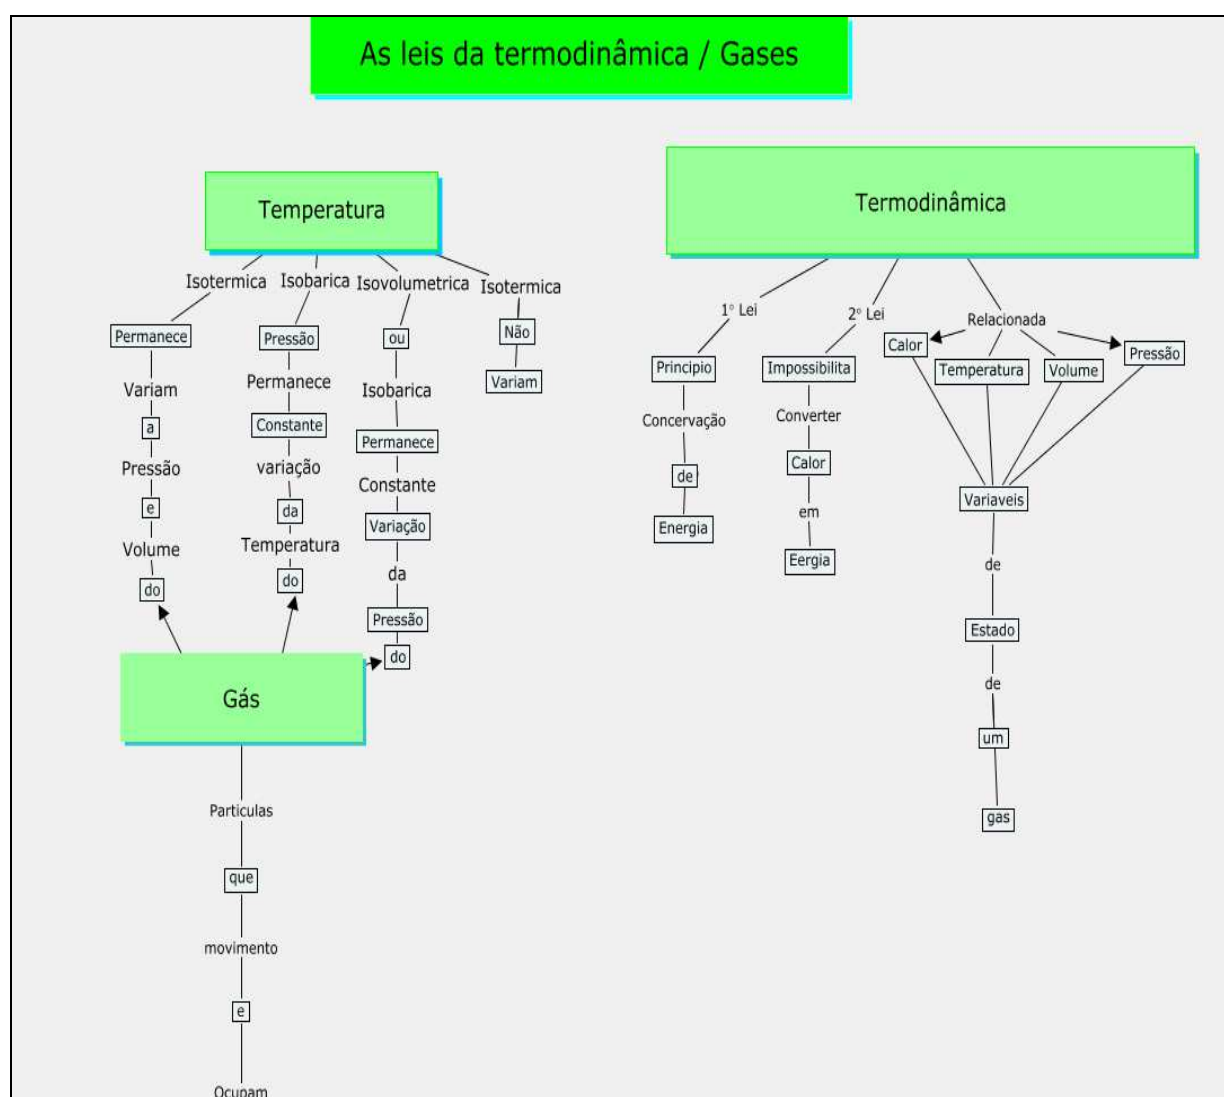 As leis da termodinâmica / Gases
Temperatura
Isotermica
Permanece
Variam
a
Pressão
e
Volume
do
Isobarica
Pressão
Permanece
Constante
variação
da
Temperatura
do
Isovolumetrica
ou
Isobarica
Permanece
Constante
Variação
da
Pressão
do
Isotermica
Não
Variam
Gás
Particulas
que
movimento
e
Ocupam
Termodinâmica
1° Lei
Principio
Concervação
de
Energia
2° Lei
Impossibilita
Converter
Calor
em
Eergia
Relacionada
Calor
Temperatura
Volume
Pressão
Variaveis
de
Estado
de
um
gas